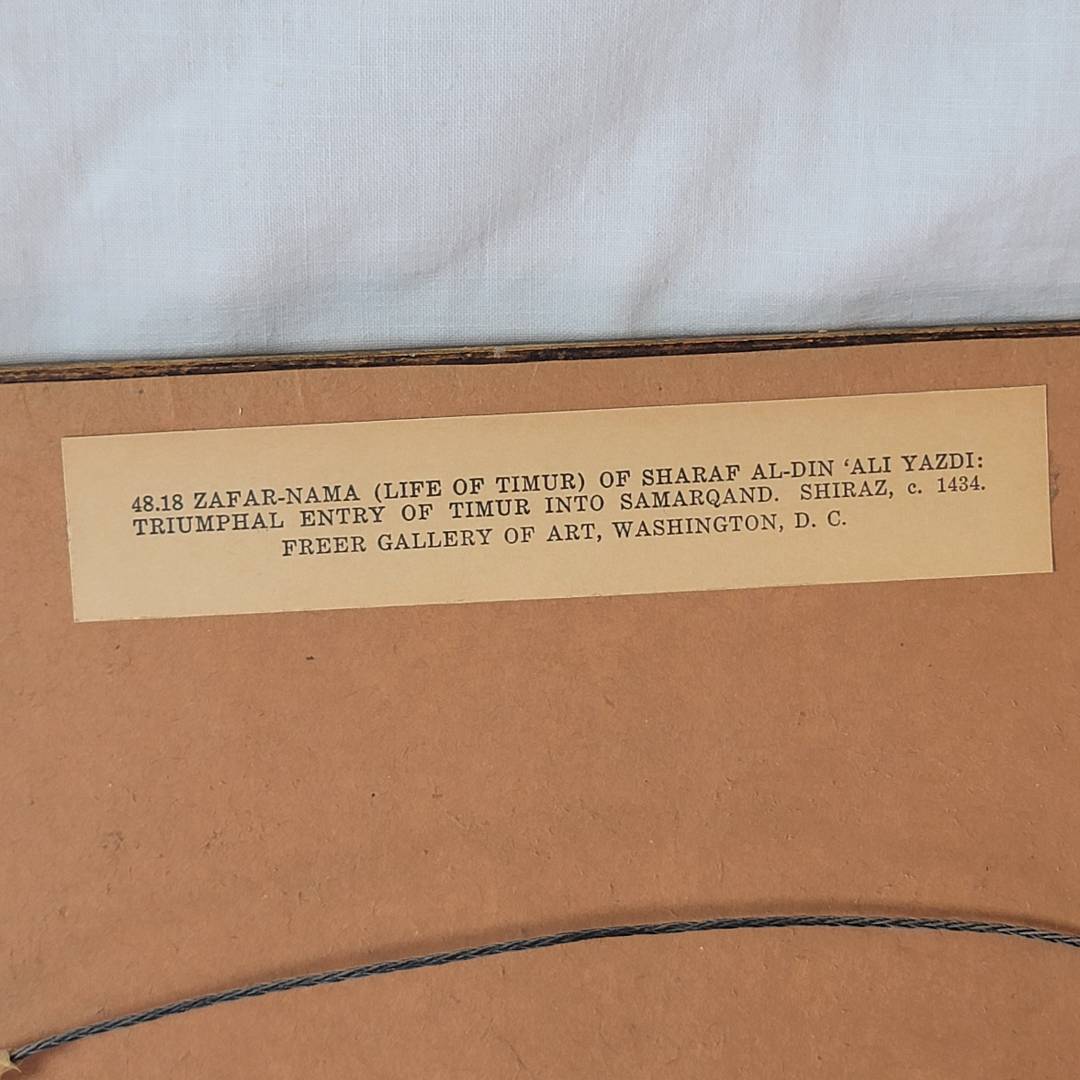 48.18 ZAFAR-NAMA (LIFE OF TIMUR) OF SHARAF AL-DIN ‘ALI YAZDI:
TRIUMPHAL ENTRY OF TIMUR INTO SAMARQAND. SHIRAZ, c. 1434.
FREER GALLERY OF ART, WASHINGTON, D. C.